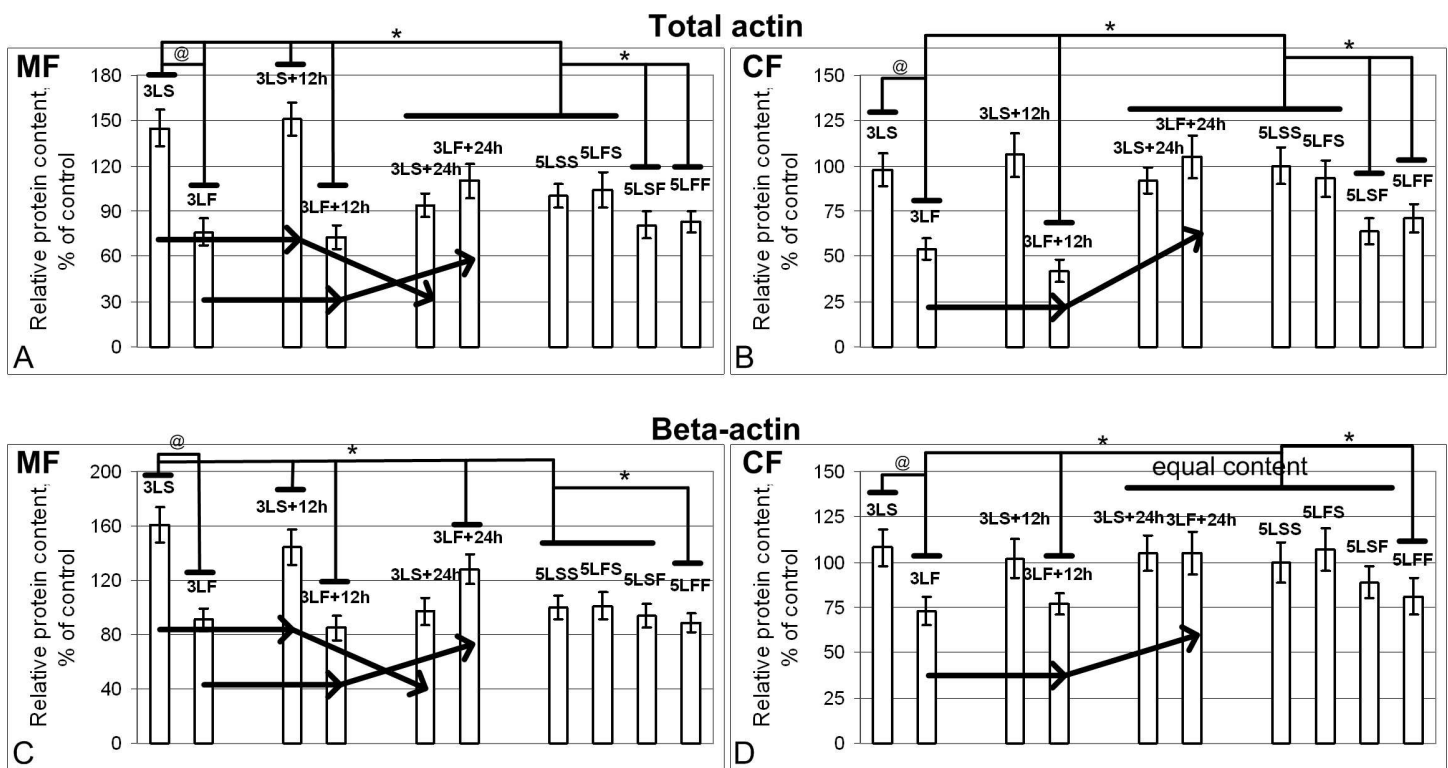 Total actin
MF
Relative protein content,
% of control
180
150
120
90
60
30
0
@
*
*
3LS
3LF
3LS+12h
3LF+12h
3LS+24h
3LF+24h
5LSS
5LFS
5LSF
5LFF
A
CF
Relative protein content,
% of control
150
125
100
75
50
25
0
@
*
*
3LS
3LF
3LS+12h
3LF+12h
3LS+24h
3LF+24h
5LSS
5LFS
5LSF
5LFF
B
Beta-actin
MF
Relative protein content,
% of control
200
160
120
80
40
0
@
*
*
3LS
3LF
3LS+12h
3LF+12h
3LS+24h
3LF+24h
5LSS
5LFS
5LSF
5LFF
C
CF
Relative protein content,
% of control
150
125
100
75
50
25
0
@
*
*
equal content
3LS
3LF
3LS+12h
3LF+12h
3LS+24h
3LF+24h
5LSS
5LFS
5LSF
5LFF
D